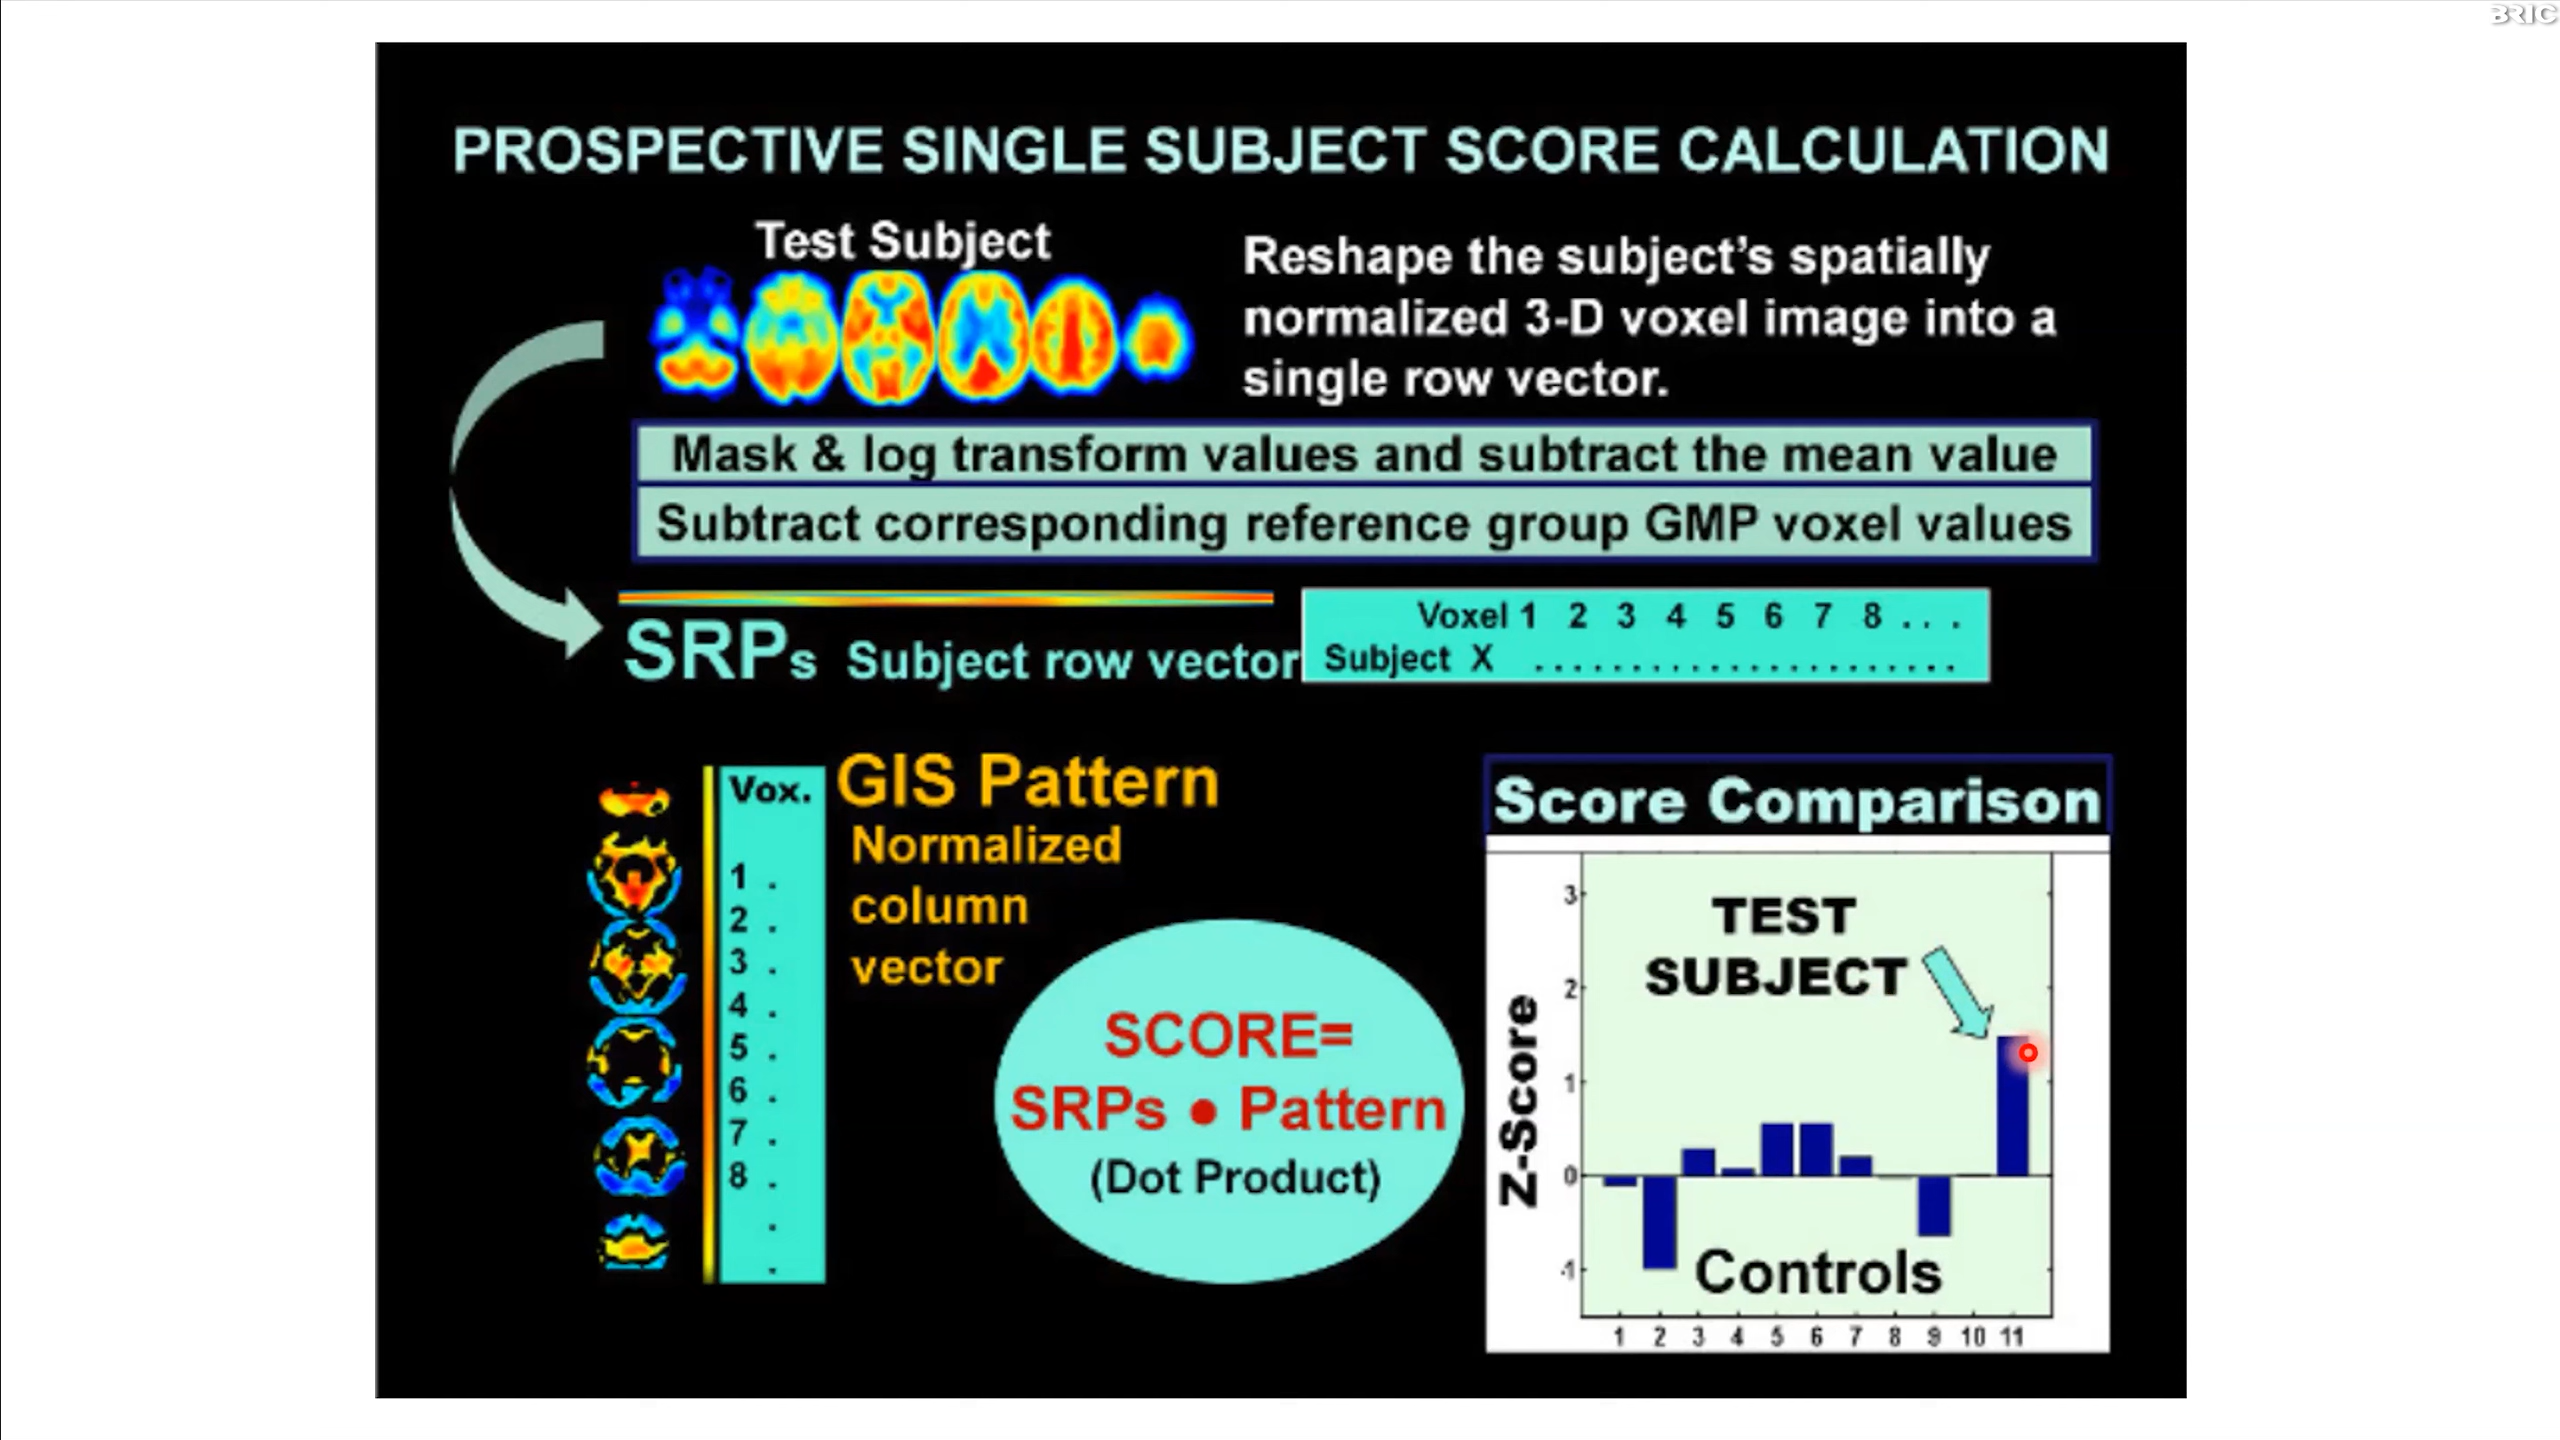 BRIC
PROSPECTIVE SINGLE SUBJECT SCORE CALCULATION
Test Subject
Reshape the subject’s spatially
normalized 3-D voxel image into a
single row vector.
Mask & log transform values and subtract the mean value
Subtract corresponding reference group GMP voxel values
SRPs Subject row vector
Voxel 1 2 3 4 5 6 7 8 . . .
Subject X . . . . . . . . . . . . . . . . . . . . . .
Vox.
1 .
2 .
3 .
4 .
5 .
6 .
7 .
8 .
.
.
GIS Pattern
Normalized
column
vector
SCORE=
SRPs • Pattern
(Dot Product)
Score Comparison
TEST
SUBJECT
Z-Score
3
2
1
0
-1
Controls
1 2 3 4 5 6 7 8 9 10 11